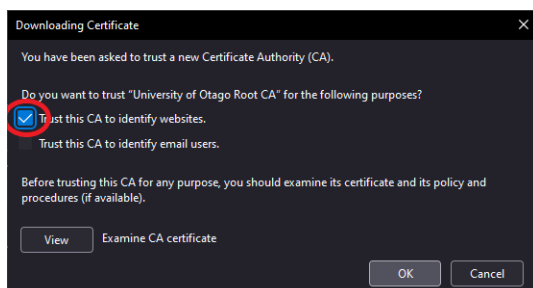 Downloading Certificate
You have been asked to trust a new Certificate Authority (CA).
Do you want to trust "University of Otago Root CA" for the following purposes?
Trust this CA to identify websites.
Trust this CA to identify email users.
Before trusting this CA for any purpose, you should examine its certificate and its policy and
procedures (if available).
View Examine CA certificate
OK Cancel